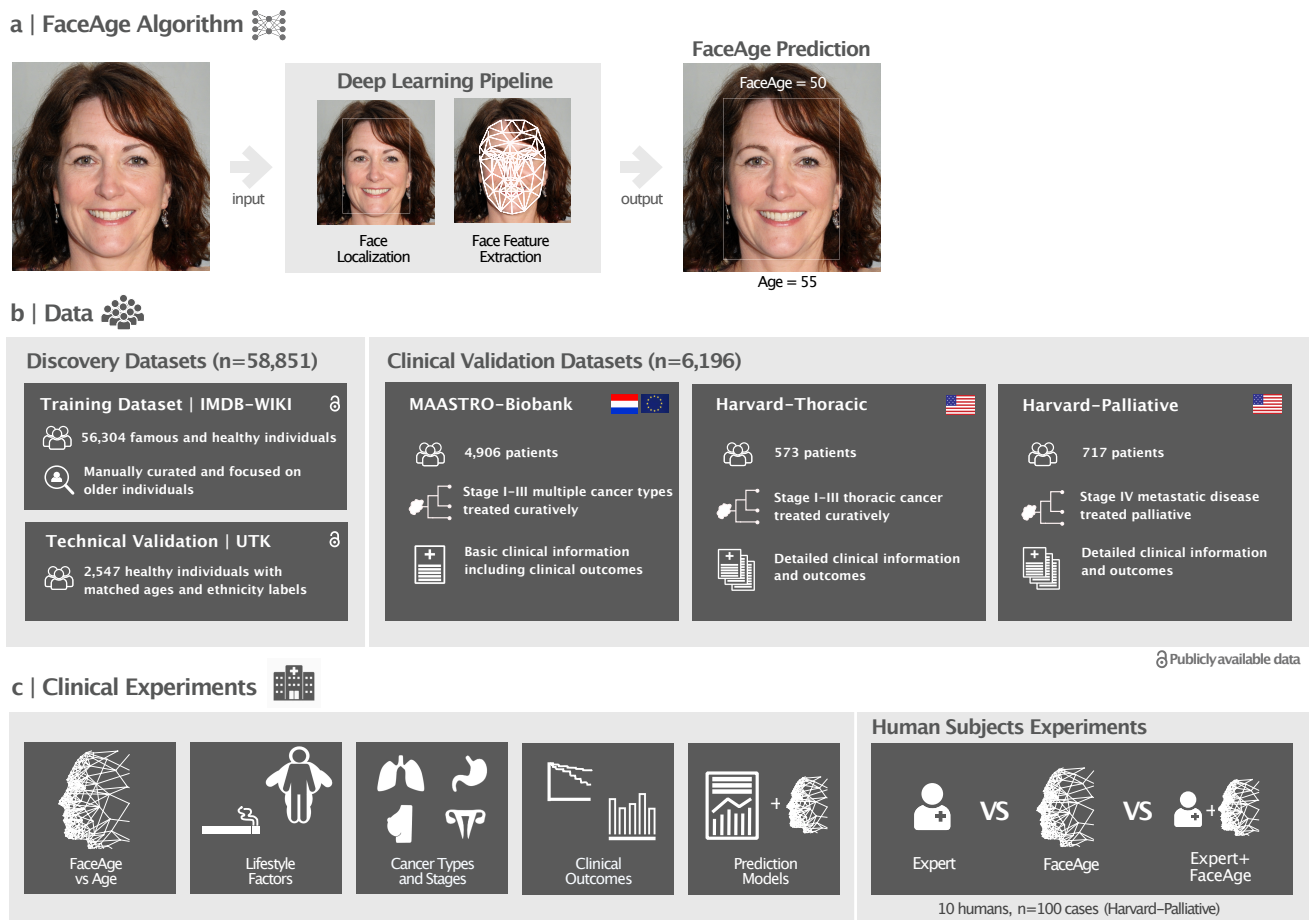 a | FaceAge Algorithm
FaceAge Prediction
Deep Learning Pipeline
FaceAge = 50
input
output
Face
Localization
Face Feature
Extraction
Age = 55
b | Data
Discovery Datasets (n=58,851)
Training Dataset | IMDB-WIKI
56,304 famous and healthy individuals
Manually curated and focused on
older individuals
Technical Validation | UTK
2,547 healthy individuals with
matched ages and ethnicity labels
Clinical Validation Datasets (n=6,196)
MAASTRO-Biobank
4,906 patients
Stage I-III multiple cancer types
treated curatively
Basic clinical information
including clinical outcomes
Harvard-Thoracic
573 patients
Stage I-III thoracic cancer
treated curatively
Detailed clinical information
and outcomes
Harvard-Palliative
717 patients
Stage IV metastatic disease
treated palliative
Detailed clinical information
and outcomes
Publicly available data
c | Clinical Experiments
FaceAge
vs Age
Lifestyle
Factors
Cancer Types
and Stages
Clinical
Outcomes
+
Prediction
Models
Human Subjects Experiments
VS
VS
+
Expert
FaceAge
Expert+
FaceAge
10 humans, n=100 cases (Harvard-Palliative)